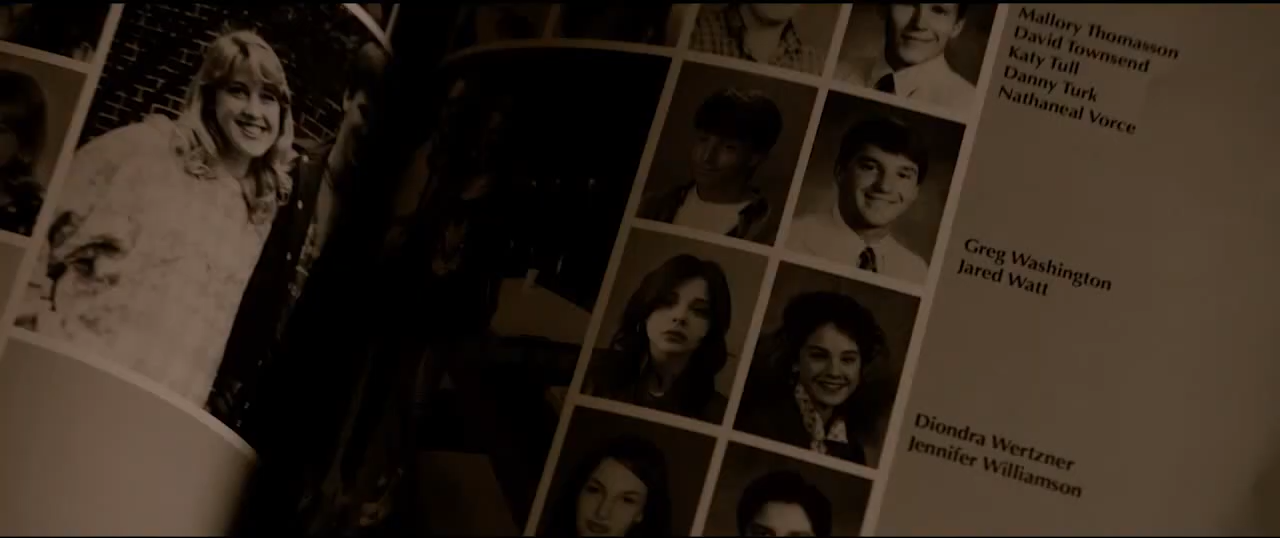 Mallory Thomasson
David Townsend
Katy Tull
Danny Turk
Nathaneal Vorce
Greg Washington
Jared Watt
Diondra Wertzner
Jennifer Williamson